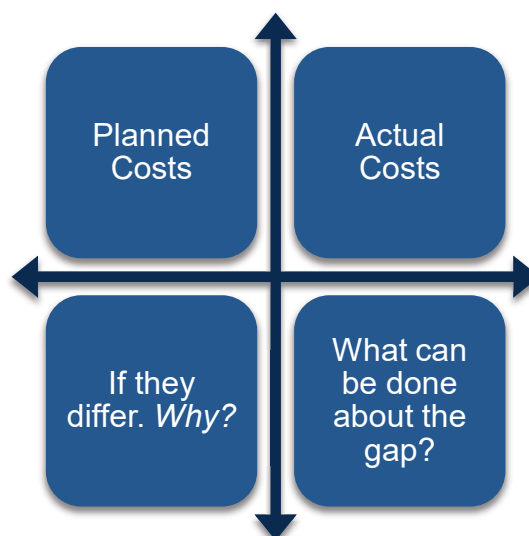 Planned
Costs
Actual
Costs
If they
differ. Why?
What can
be done
about the
gap?